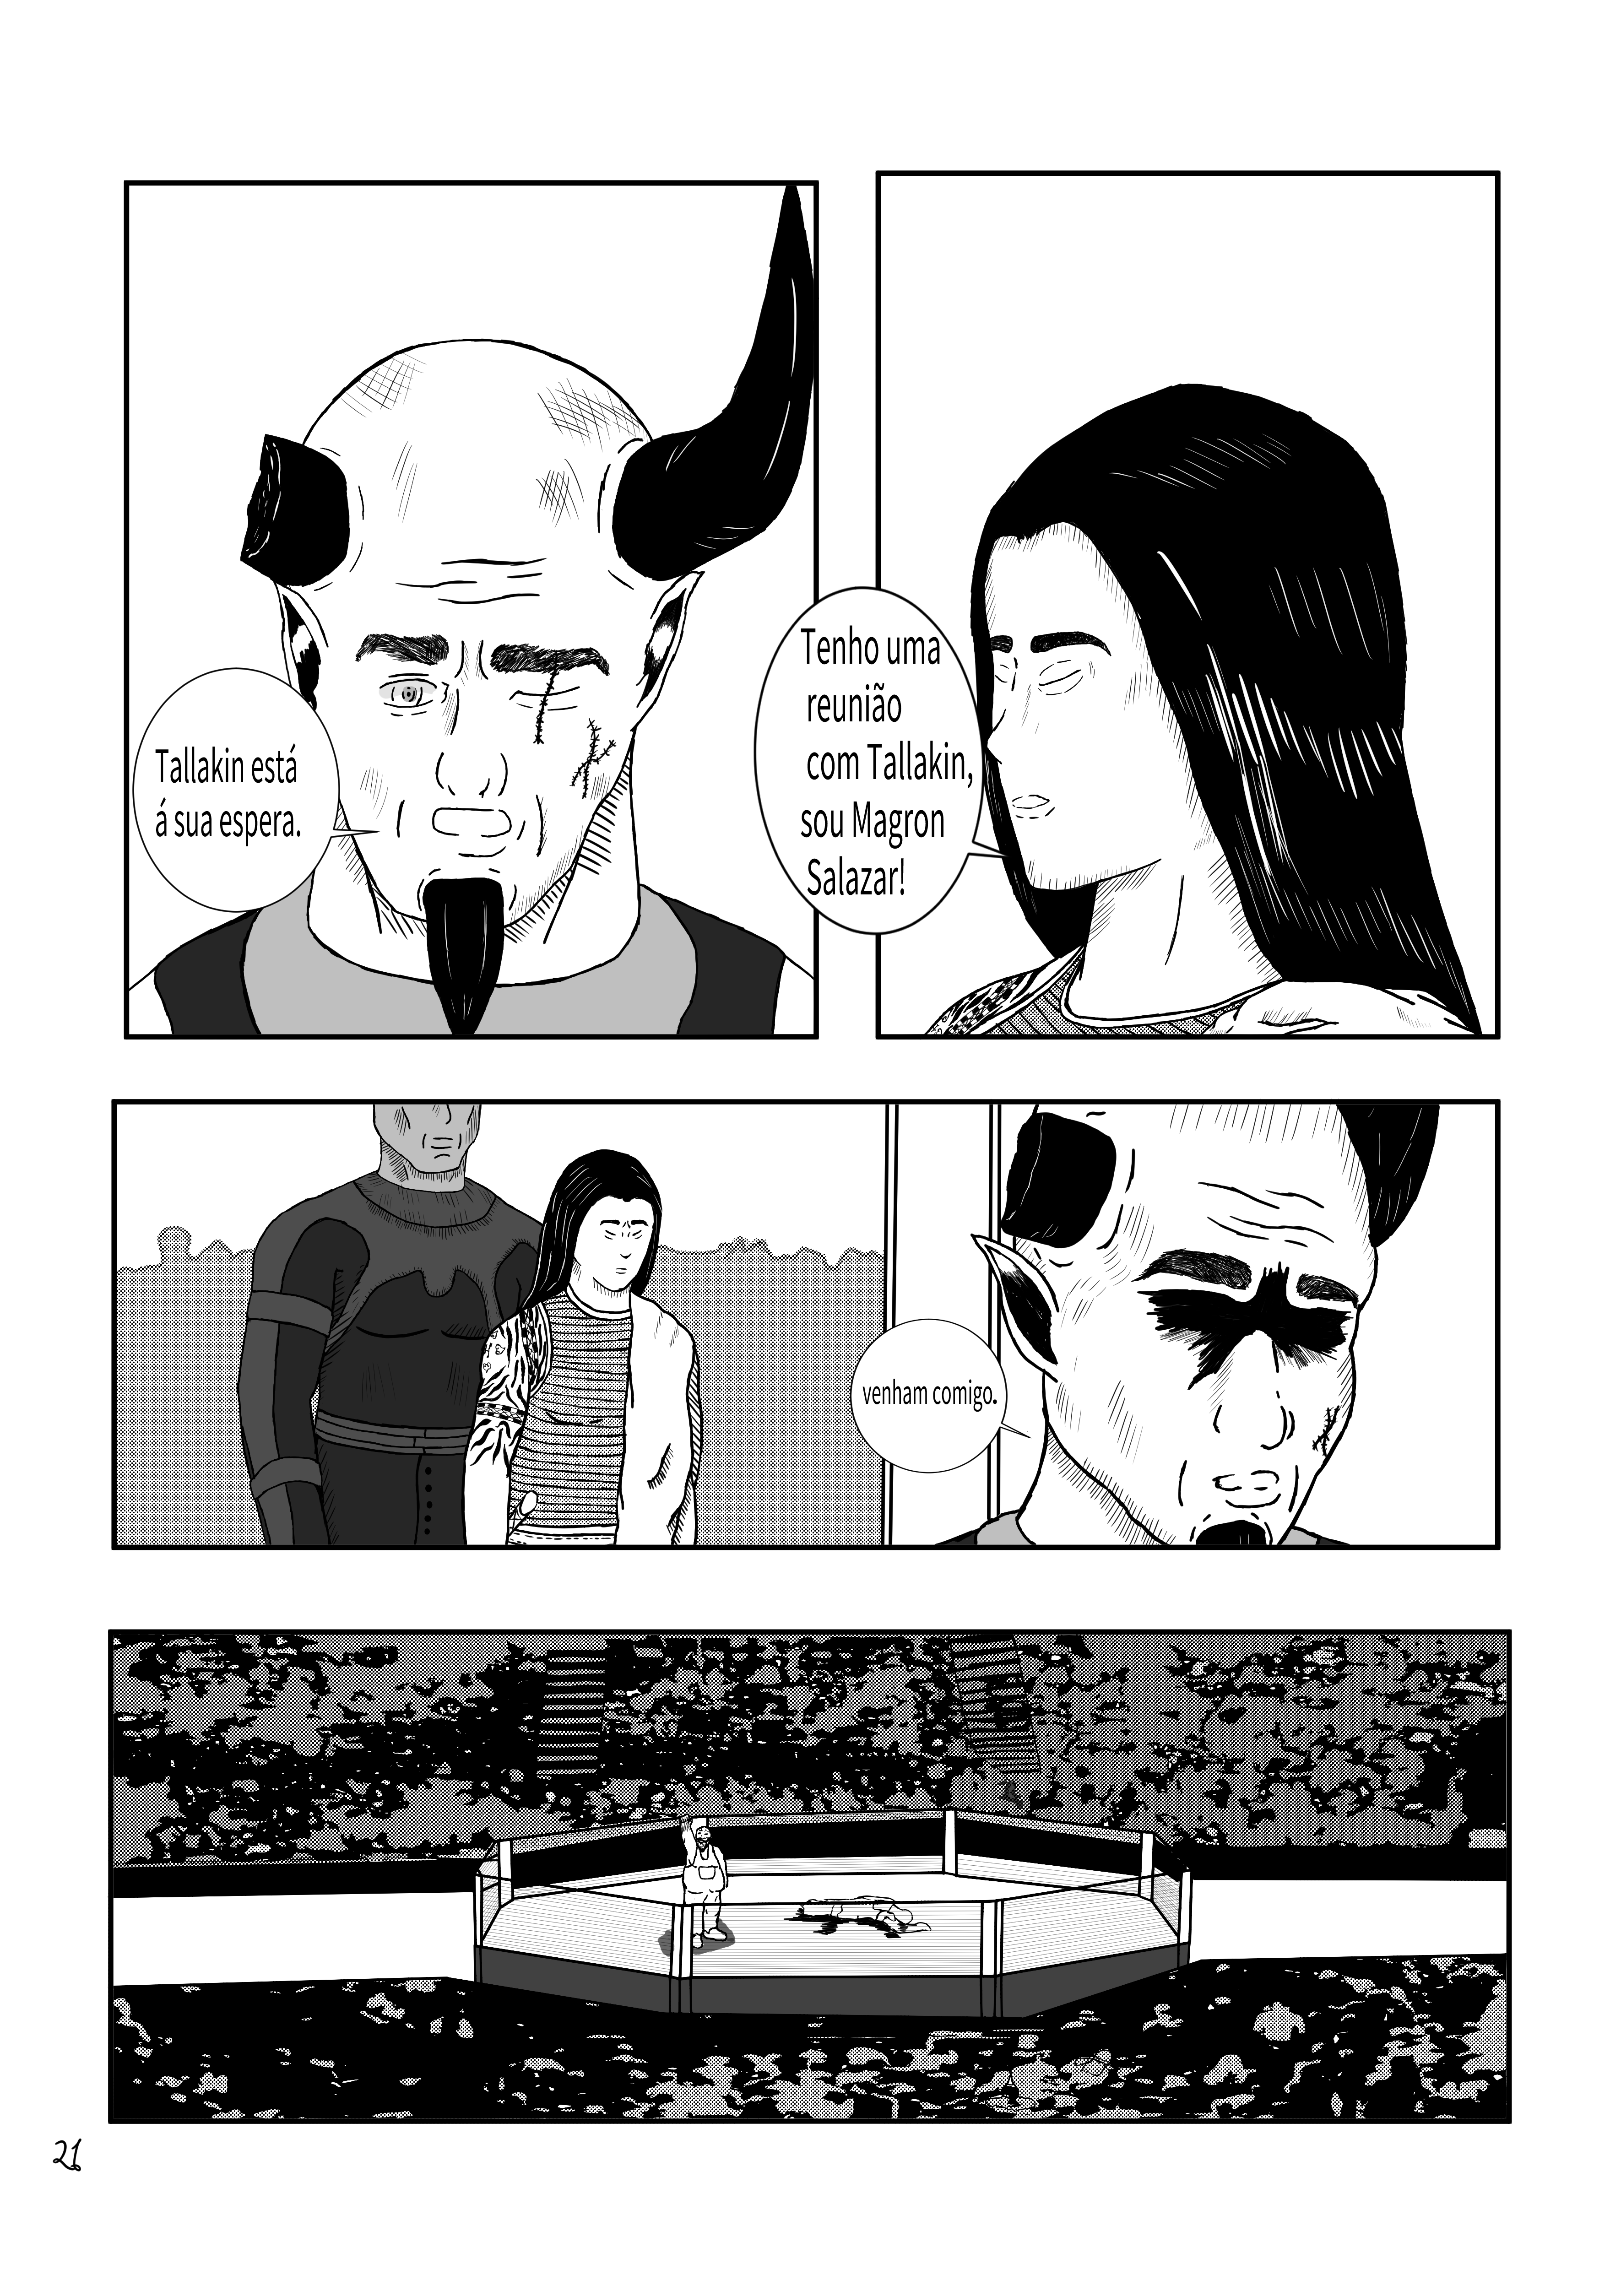 Tenho uma
reunião
com Tallakin,
sou Magron
Salazar!
Tallakin está
á sua espera.
venham comigo.
21